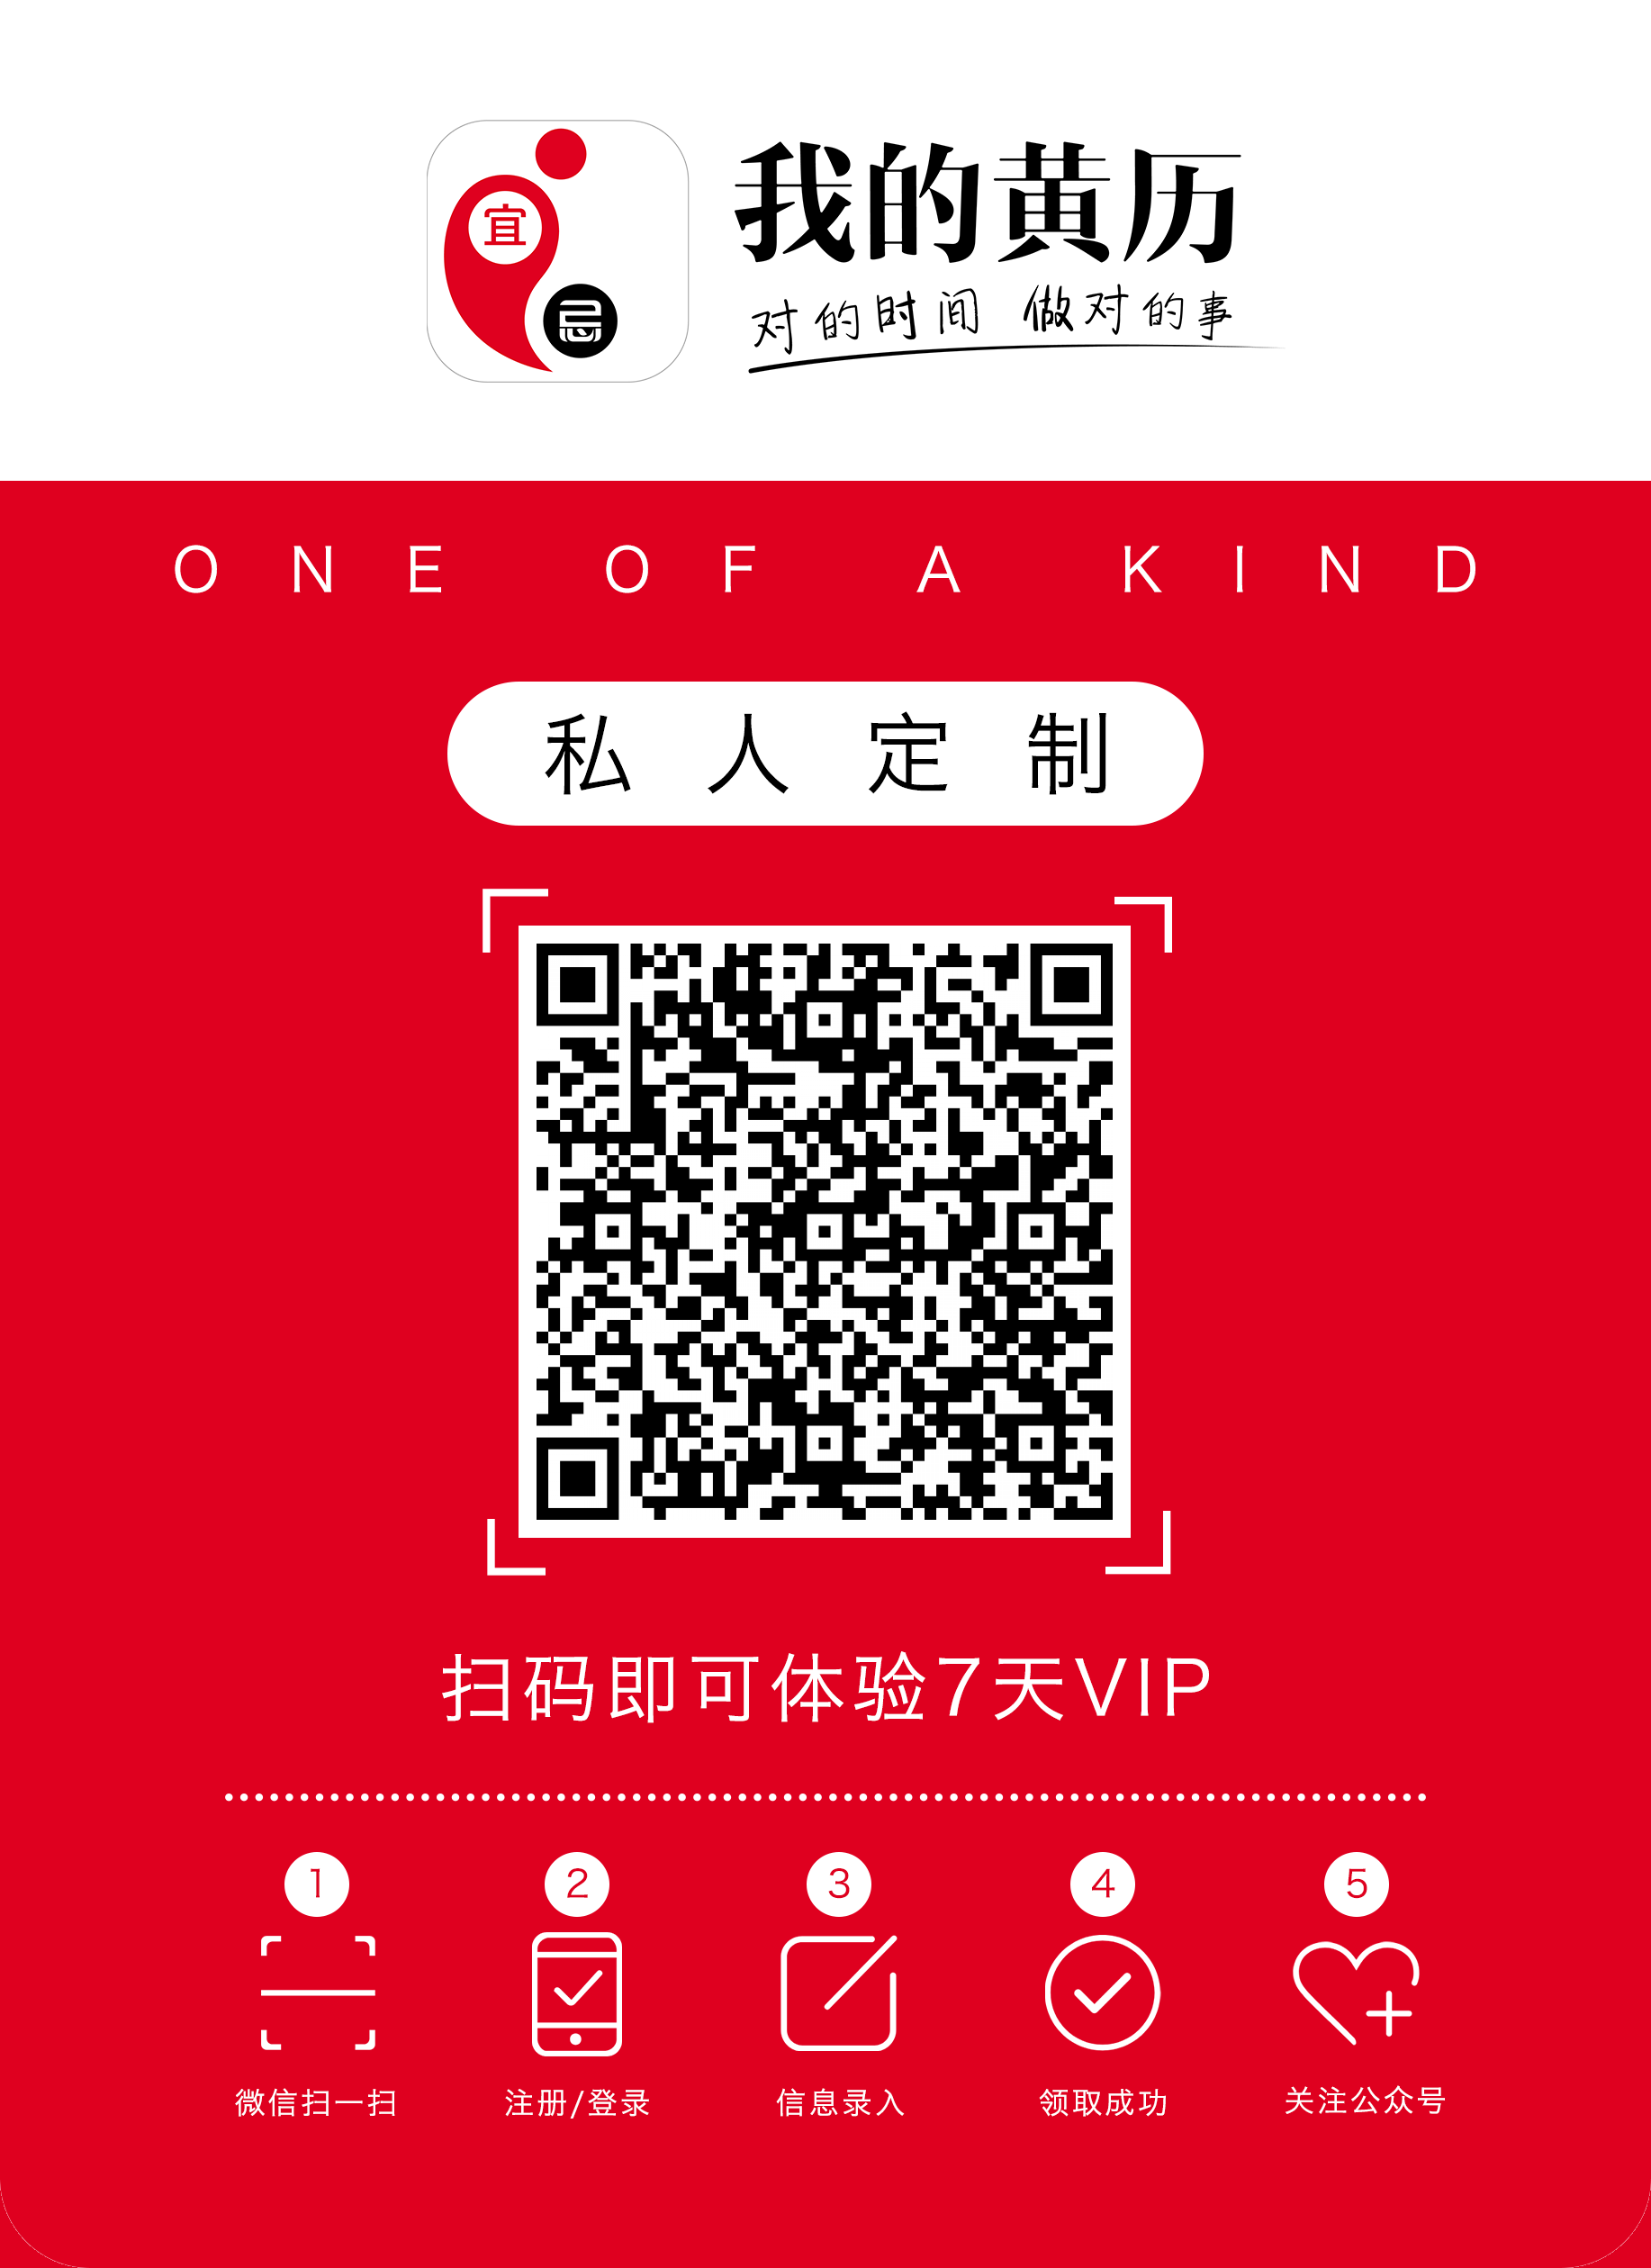 宜
忌
我的黄历
对的时间 做对的事
ONE OF A KIND
私人定制
扫码即可体验7天VIP
1 2 3 4 5
微信扫一扫 注册/登录 信息录入 领取成功 关注公众号